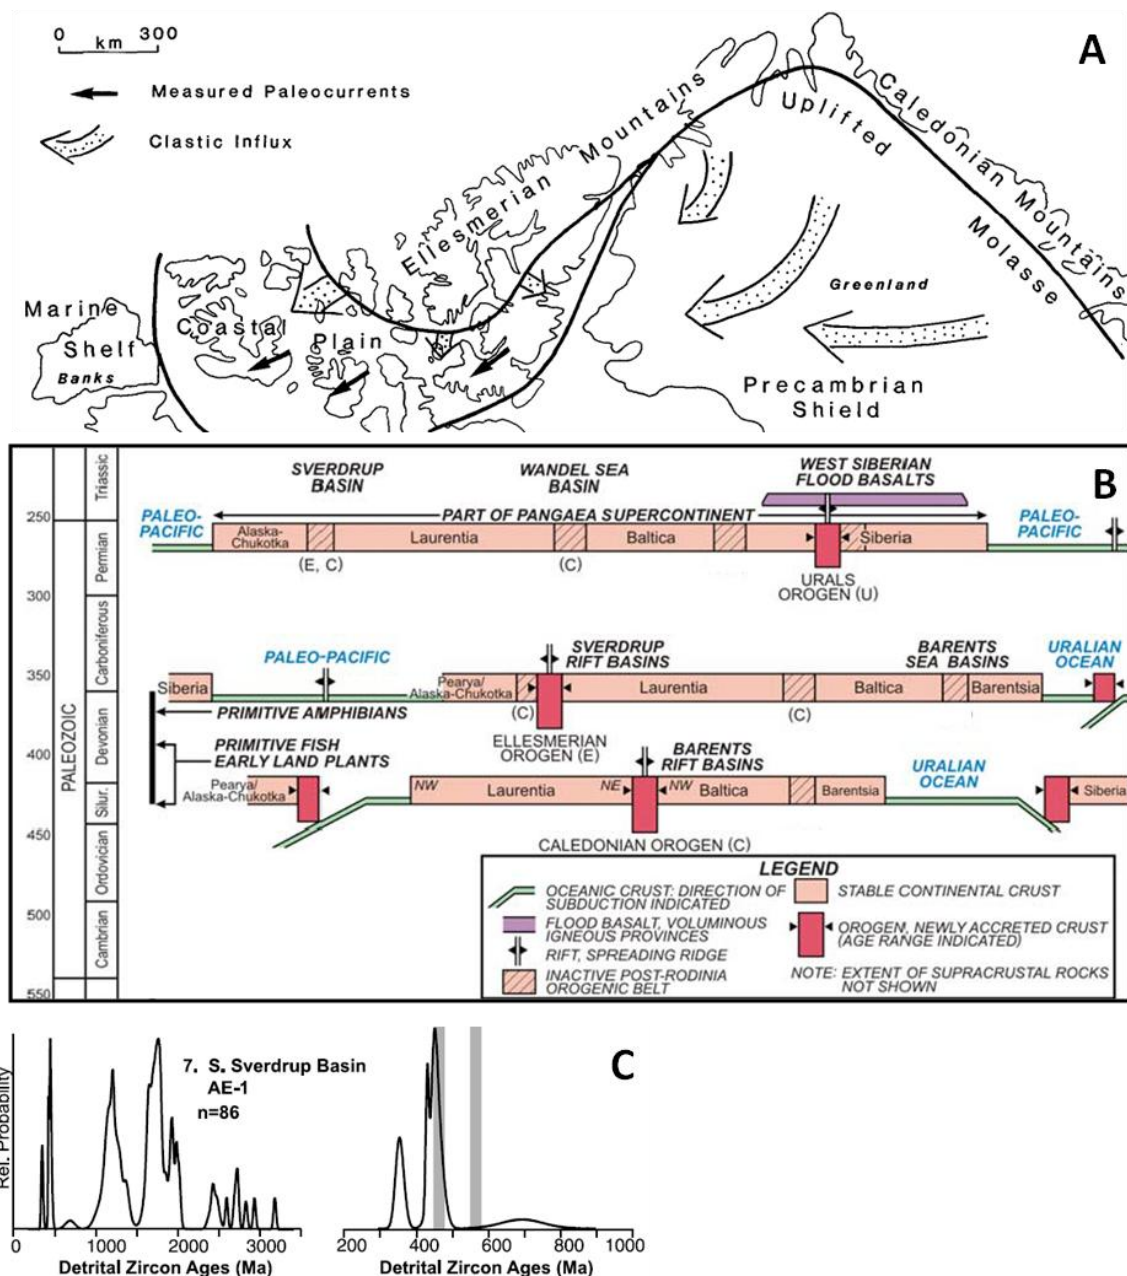 A
0 km 300
Measured Paleocurrents
Clastic Influx
Ellesmerian Mountains
Uplifted
Caledonian Mountains
Molasse
Greenland
Marine
Shelf
Banks
Coastal
Plain
Precambrian
Shield
B
SVERDRUP
BASIN
WANDEL SEA
BASIN
WEST SIBERIAN
FLOOD BASALTS
PALEO-
PACIFIC
PART OF PANGAEA SUPERCONTINENT
PALEO-
PACIFIC
Alaska-
Chukotka
Laurentia
Baltica
Siberia
(E, C)
(C)
URALS
OROGEN (U)
PALEO-PACIFIC
SVERDRUP
RIFT BASINS
BARENTS
SEA BASINS
URALIAN
OCEAN
Siberia
Pearya/
Alaska-Chukotka
Laurentia
Baltica
Barentsia
(C)
(C)
PRIMITIVE AMPHIBIANS
ELLESMERIAN
OROGEN (E)
PRIMITIVE FISH
EARLY LAND PLANTS
BARENTS
RIFT BASINS
URALIAN
OCEAN
Pearya/
Alaska-Chukotka
NW
Laurentia
NE
NW
Baltica
Barentsia
Siberia
CALEDONIAN OROGEN (C)
250
300
350
400
450
500
550
PALEOZOIC
Triassic
Permian
Carboniferous
Devonian
Silur.
Ordovician
Cambrian
LEGEND
OCEANIC CRUST: DIRECTION OF
SUBDUCTION INDICATED
FLOOD BASALT, VOLUMINOUS
IGNEOUS PROVINCES
RIFT, SPREADING RIDGE
INACTIVE POST-RODINIA
OROGENIC BELT
STABLE CONTINENTAL CRUST
OROGEN, NEWLY ACCRETED CRUST
(AGE RANGE INDICATED)
NOTE: EXTENT OF SUPRACRUSTAL ROCKS
NOT SHOWN
C
Rel. Probability
7. S. Sverdrup Basin
AE-1
n=86
0 1000 2000 3000
Detrital Zircon Ages (Ma)
200 400 600 800 1000
Detrital Zircon Ages (Ma)